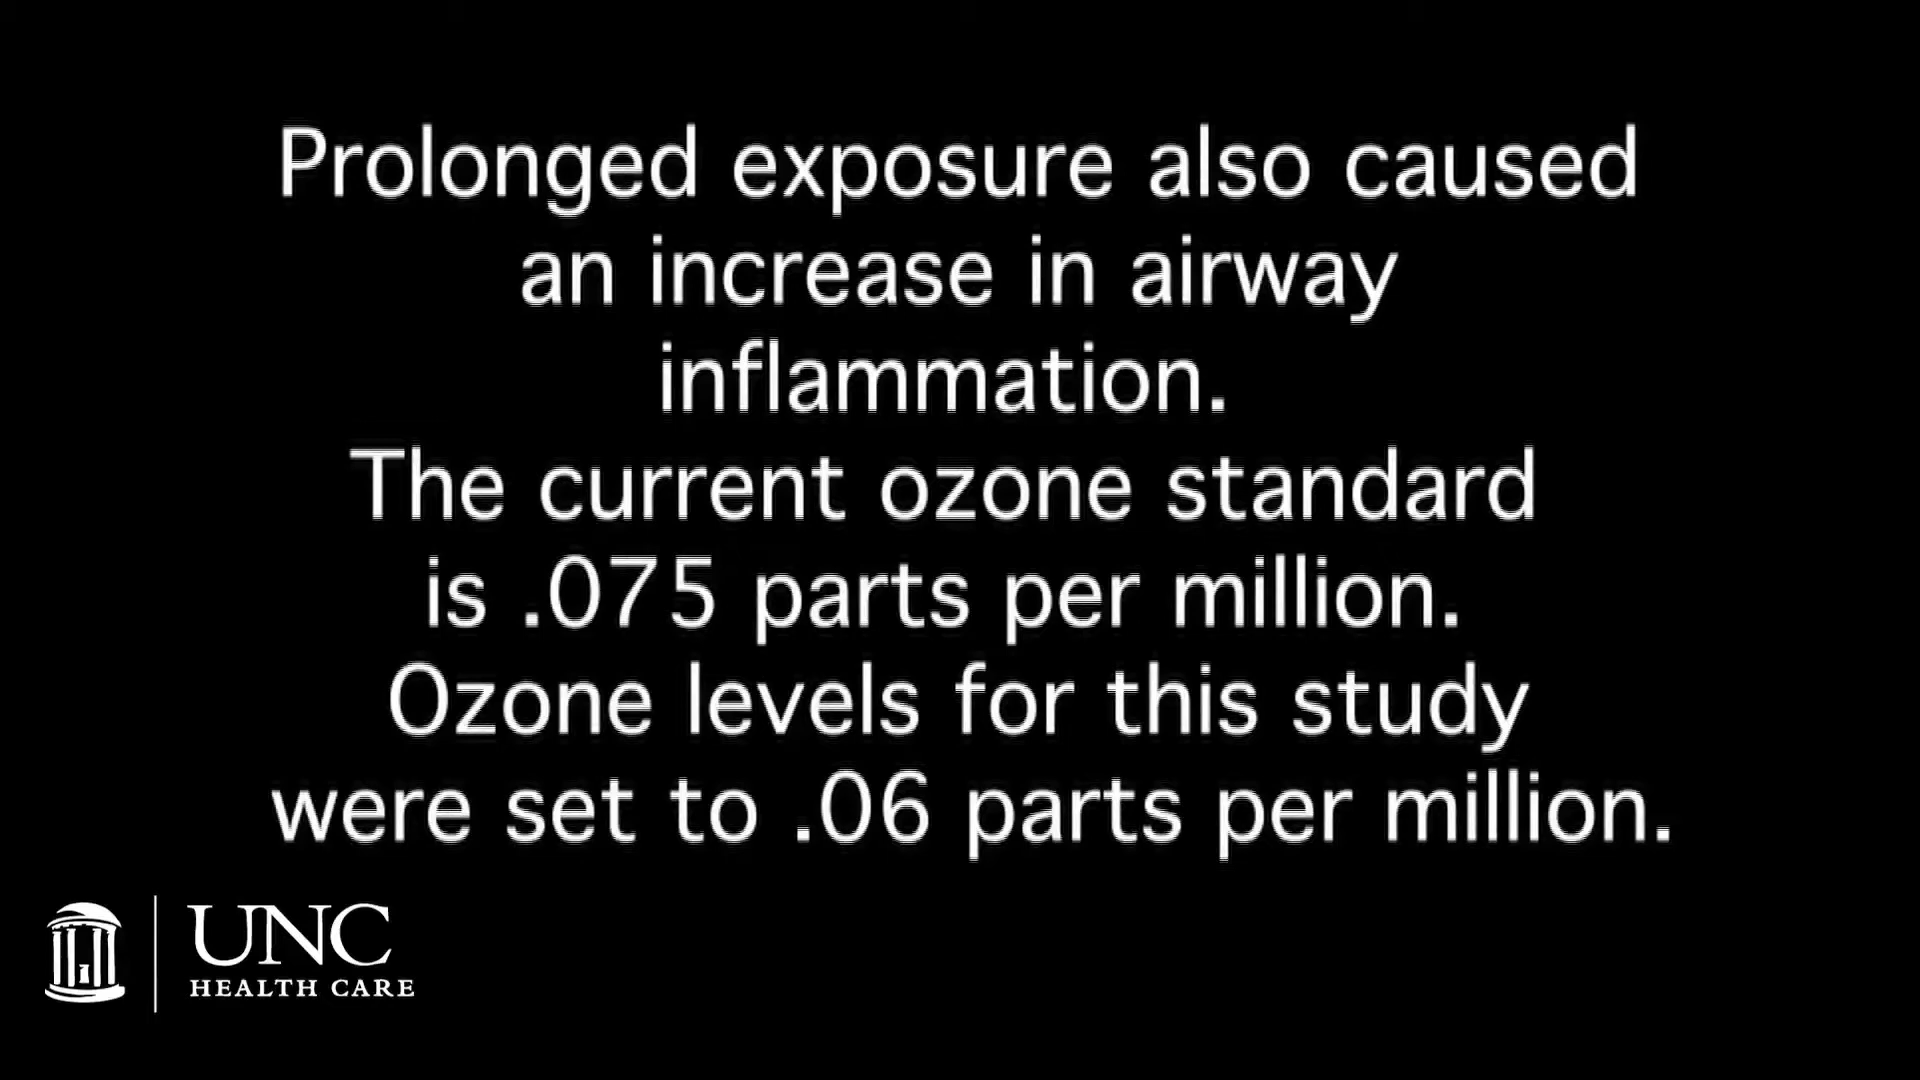 Prolonged exposure also caused
an increase in airway
inflammation.
The current ozone standard
is .075 parts per million.
Ozone levels for this study
were set to .06 parts per million.
UNC
HEALTH CARE